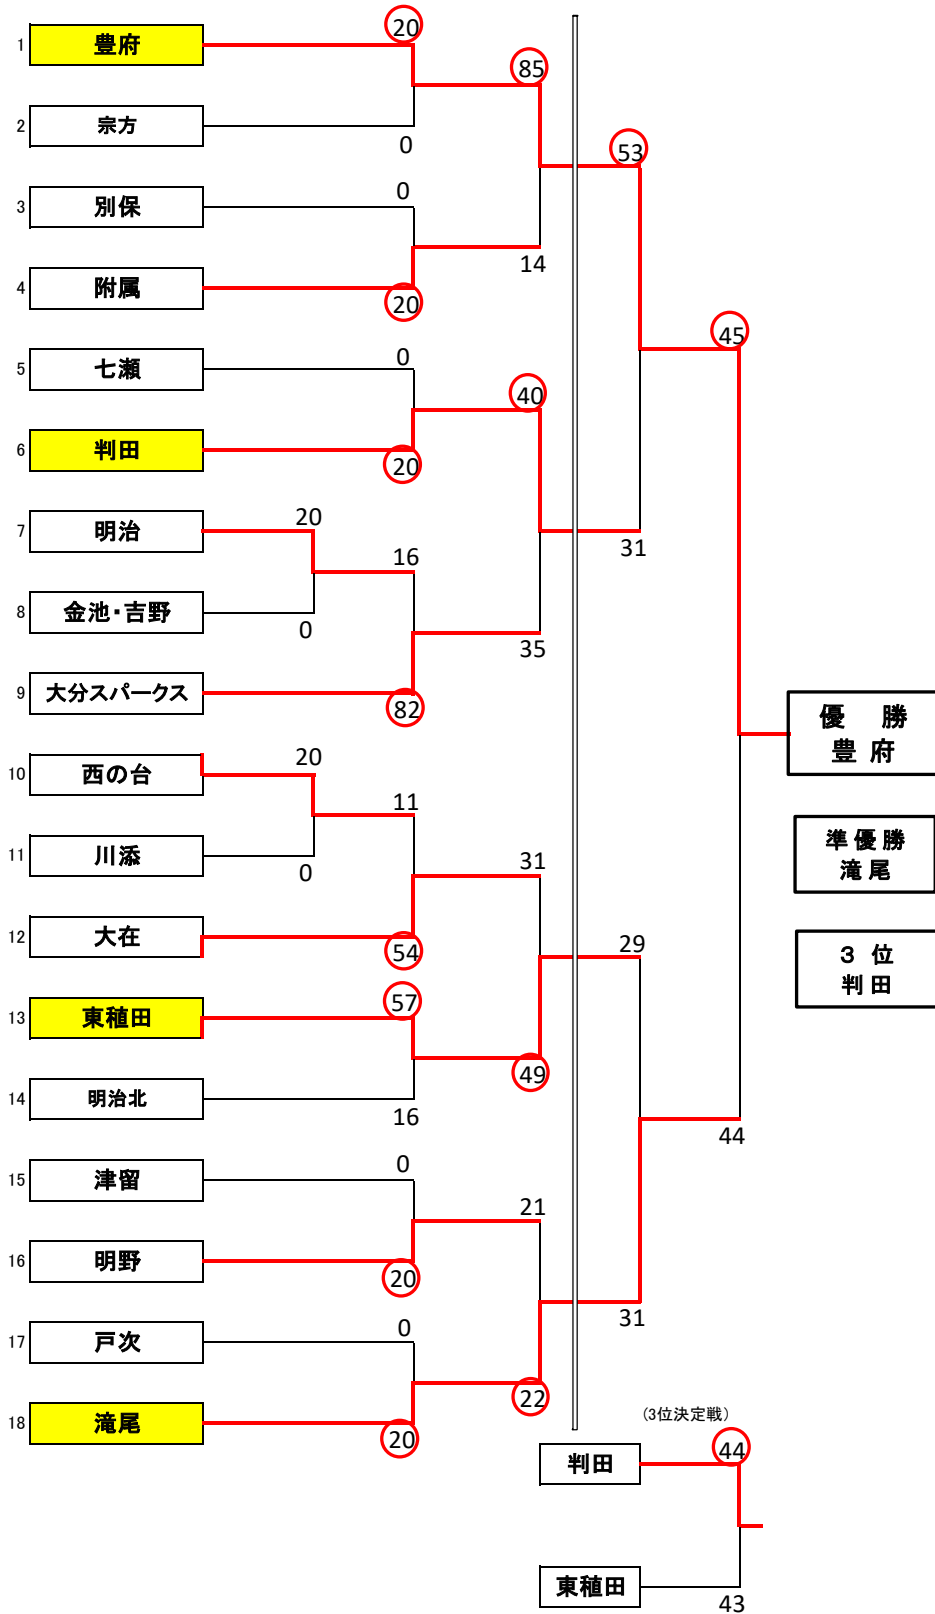 20
1 豊府
85
2 宗方
0
53
3 別保
0
14
4 附属
20
45
5 七瀬
0
40
6 判田
20
7 明治
20
16
31
8 金池・吉野
0
35
9 大分スパークス
82
優 勝
豊 府
10 西の台
20
11
11 川添
0
31
準 優 勝
滝 尾
12 大在
54
29
3 位
判 田
13 東稙田
57
49
14 明治北
16
44
15 津留
0
21
16 明野
20
31
17 戸次
0
22
18 滝尾
20
(3位決定戦)
判田
44
東稙田
43